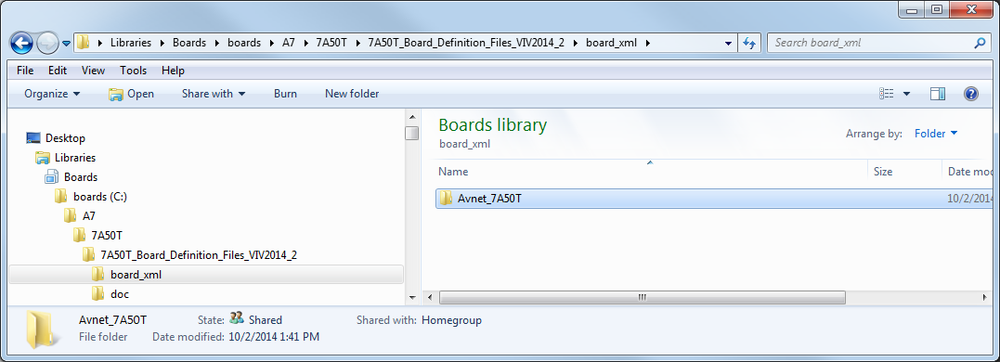 Libraries Boards boards A7 7A50T 7A50T_Board_Definition_Files_VIV2014_2 board_xml Search board_xml
File Edit View Tools Help
Organize Open Share with Burn New folder
Boards library
board_xml
Arrange by: Folder
Name Size Date mod
Avnet_7A50T 10/2/2014
Desktop
Libraries
Boards
boards (C:)
A7
7A50T
7A50T_Board_Definition_Files_VIV2014_2
board_xml
doc
Avnet_7A50T State: Shared Shared with: Homegroup
File folder Date modified: 10/2/2014 1:41 PM